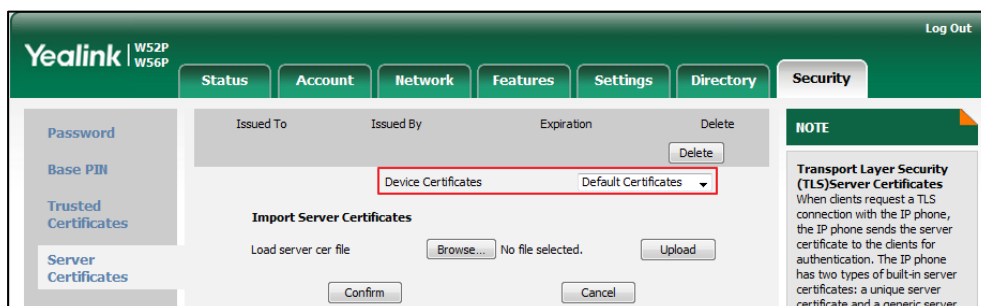 Log Out
Yealink | W52P
W56P
Status Account Network Features Settings Directory Security
Password
Base PIN
Trusted
Certificates
Server
Certificates
Issued To Issued By Expiration Delete
Delete
Device Certificates Default Certificates
Import Server Certificates
Load server cer file Browse... No file selected. Upload
Confirm Cancel
NOTE
Transport Layer Security
(TLS)Server Certificates
When clients request a TLS
connection with the IP phone,
the IP phone sends the server
certificate to the clients for
authentication. The IP phone
has two types of built-in server
certificates: a unique server
certificate and a generic server